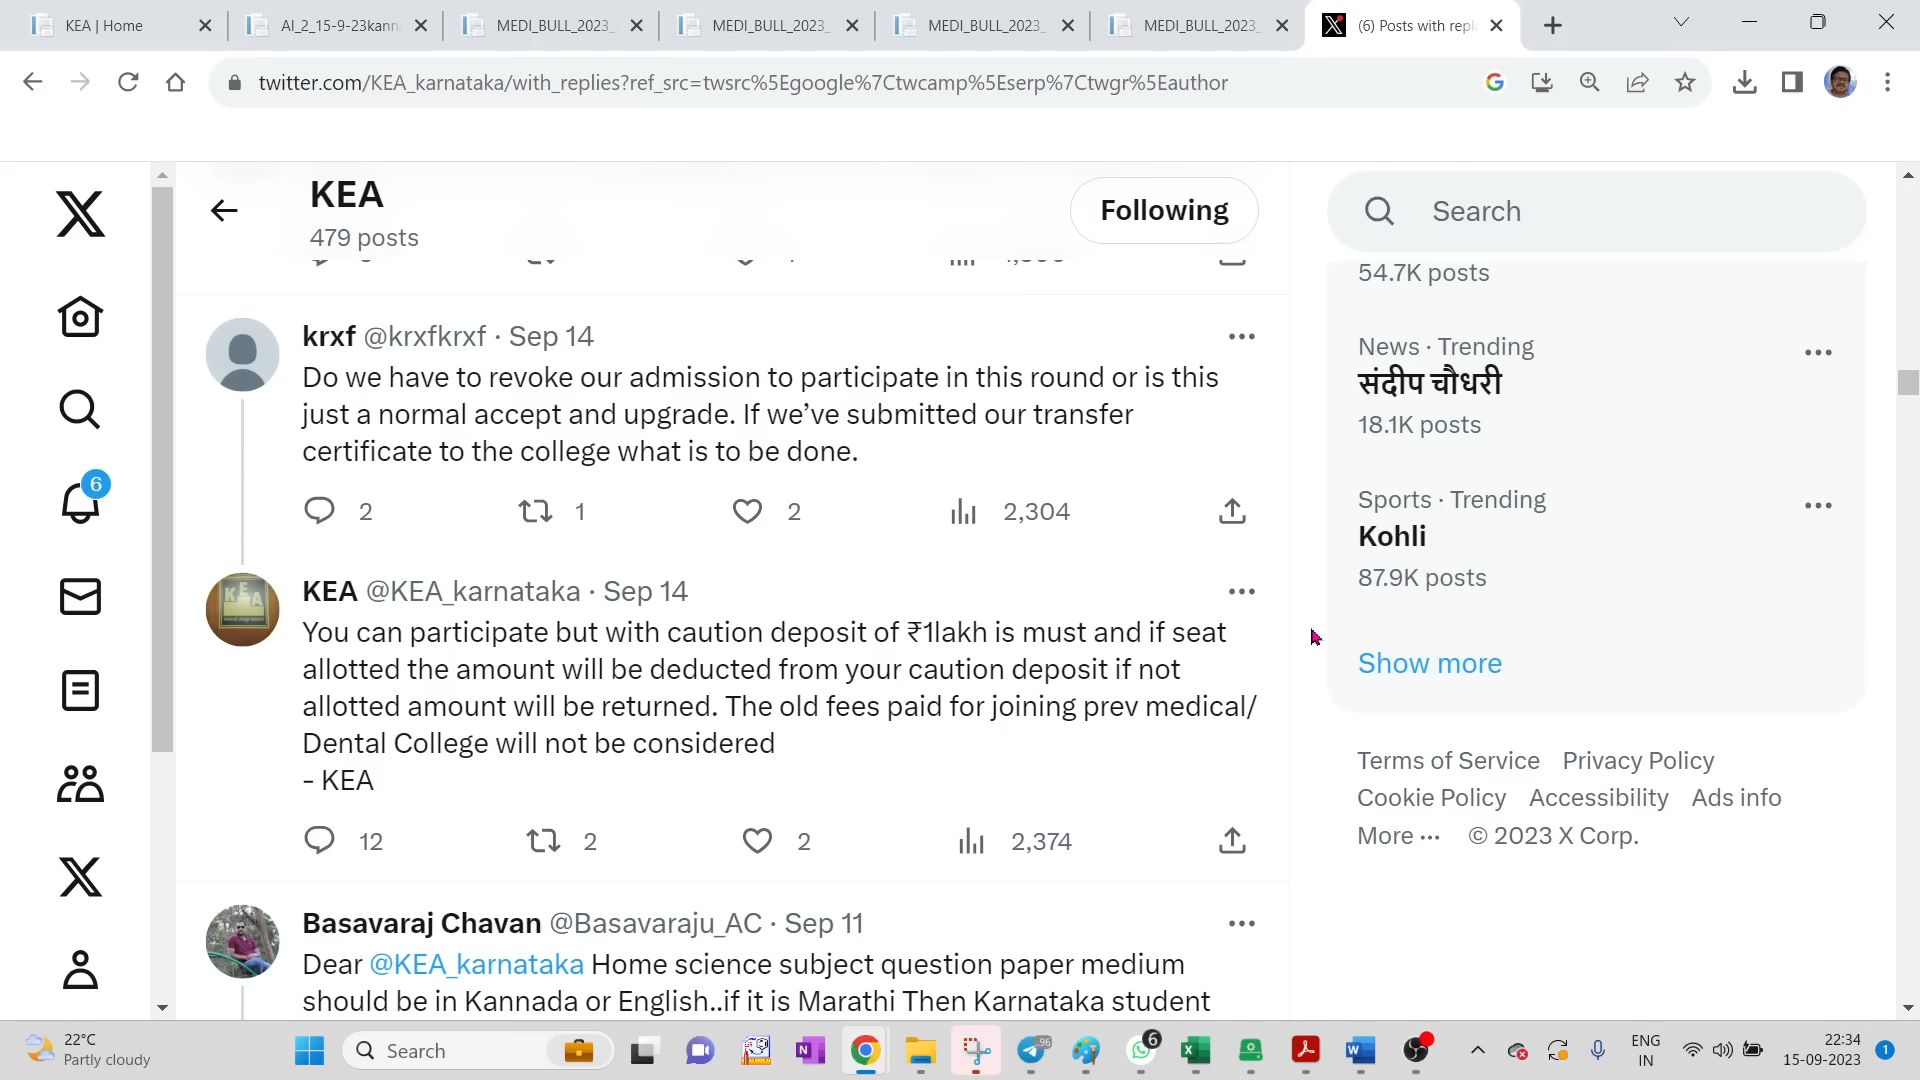 KEA | Home
AI_2_15-9-23kann
MEDI_BULL_2023_
MEDI_BULL_2023_
MEDI_BULL_2023_
MEDI_BULL_2023_
(6) Posts with repl
twitter.com/KEA_karnataka/with_replies?ref_src=twsrc%5Egoogle%7Ctwcamp%5Eserp%7Ctwgr%5Eauthor
KEA
479 posts
Following
Search
6
krxf @krxfkrxf · Sep 14
Do we have to revoke our admission to participate in this round or is this
just a normal accept and upgrade. If we’ve submitted our transfer
certificate to the college what is to be done.
2 1 2 2,304
KEA @KEA_karnataka · Sep 14
You can participate but with caution deposit of ₹1lakh is must and if seat
allotted the amount will be deducted from your caution deposit if not
allotted amount will be returned. The old fees paid for joining prev medical/
Dental College will not be considered
- KEA
12 2 2 2,374
Basavaraj Chavan @Basavaraju_AC · Sep 11
Dear @KEA_karnataka Home science subject question paper medium
should be in Kannada or English..if it is Marathi Then Karnataka student
54.7K posts
News · Trending
संदीप चौधरी
18.1K posts
Sports · Trending
Kohli
87.9K posts
Show more
Terms of Service Privacy Policy
Cookie Policy Accessibility Ads info
More ··· © 2023 X Corp.
22°C
Partly cloudy
Search
96
6
ENG
IN
22:34
15-09-2023
1